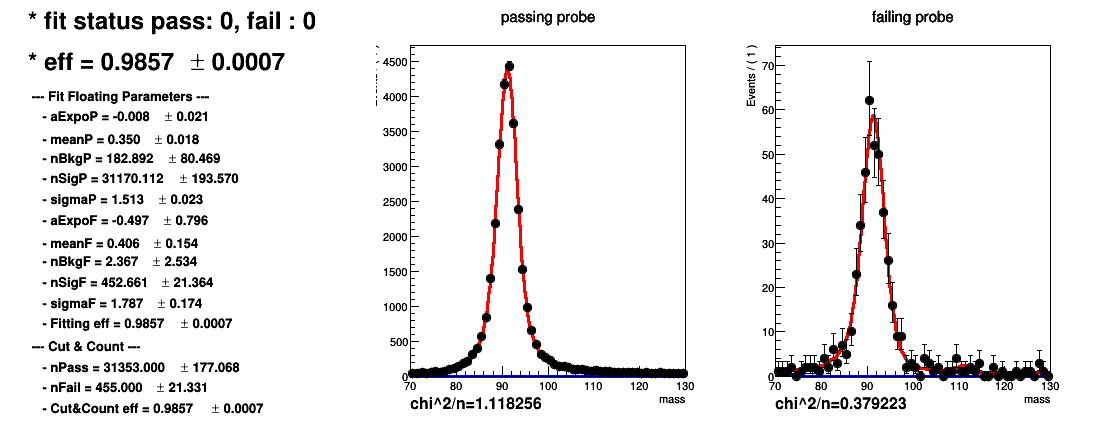 * fit status pass: 0, fail : 0
* eff = 0.9857 ± 0.0007
--- Fit Floating Parameters ---
- aExpoP = -0.008 ± 0.021
- meanP = 0.350 ± 0.018
- nBkgP = 182.892 ± 80.469
- nSigP = 31170.112 ± 193.570
- sigmaP = 1.513 ± 0.023
- aExpoF = -0.497 ± 0.796
- meanF = 0.406 ± 0.154
- nBkgF = 2.367 ± 2.534
- nSigF = 452.661 ± 21.364
- sigmaF = 1.787 ± 0.174
- Fitting eff = 0.9857 ± 0.0007
--- Cut & Count ---
- nPass = 31353.000 ± 177.068
- nFail = 455.000 ± 21.331
- Cut&Count eff = 0.9857 ± 0.0007
passing probe
4500
4000
3500
3000
2500
2000
1500
1000
500
0
70 80 90 100 110 120 130
mass
chi^2/n=1.118256
failing probe
Events / ( 1 )
70
60
50
40
30
20
10
0
70 80 90 100 110 120 130
mass
chi^2/n=0.379223